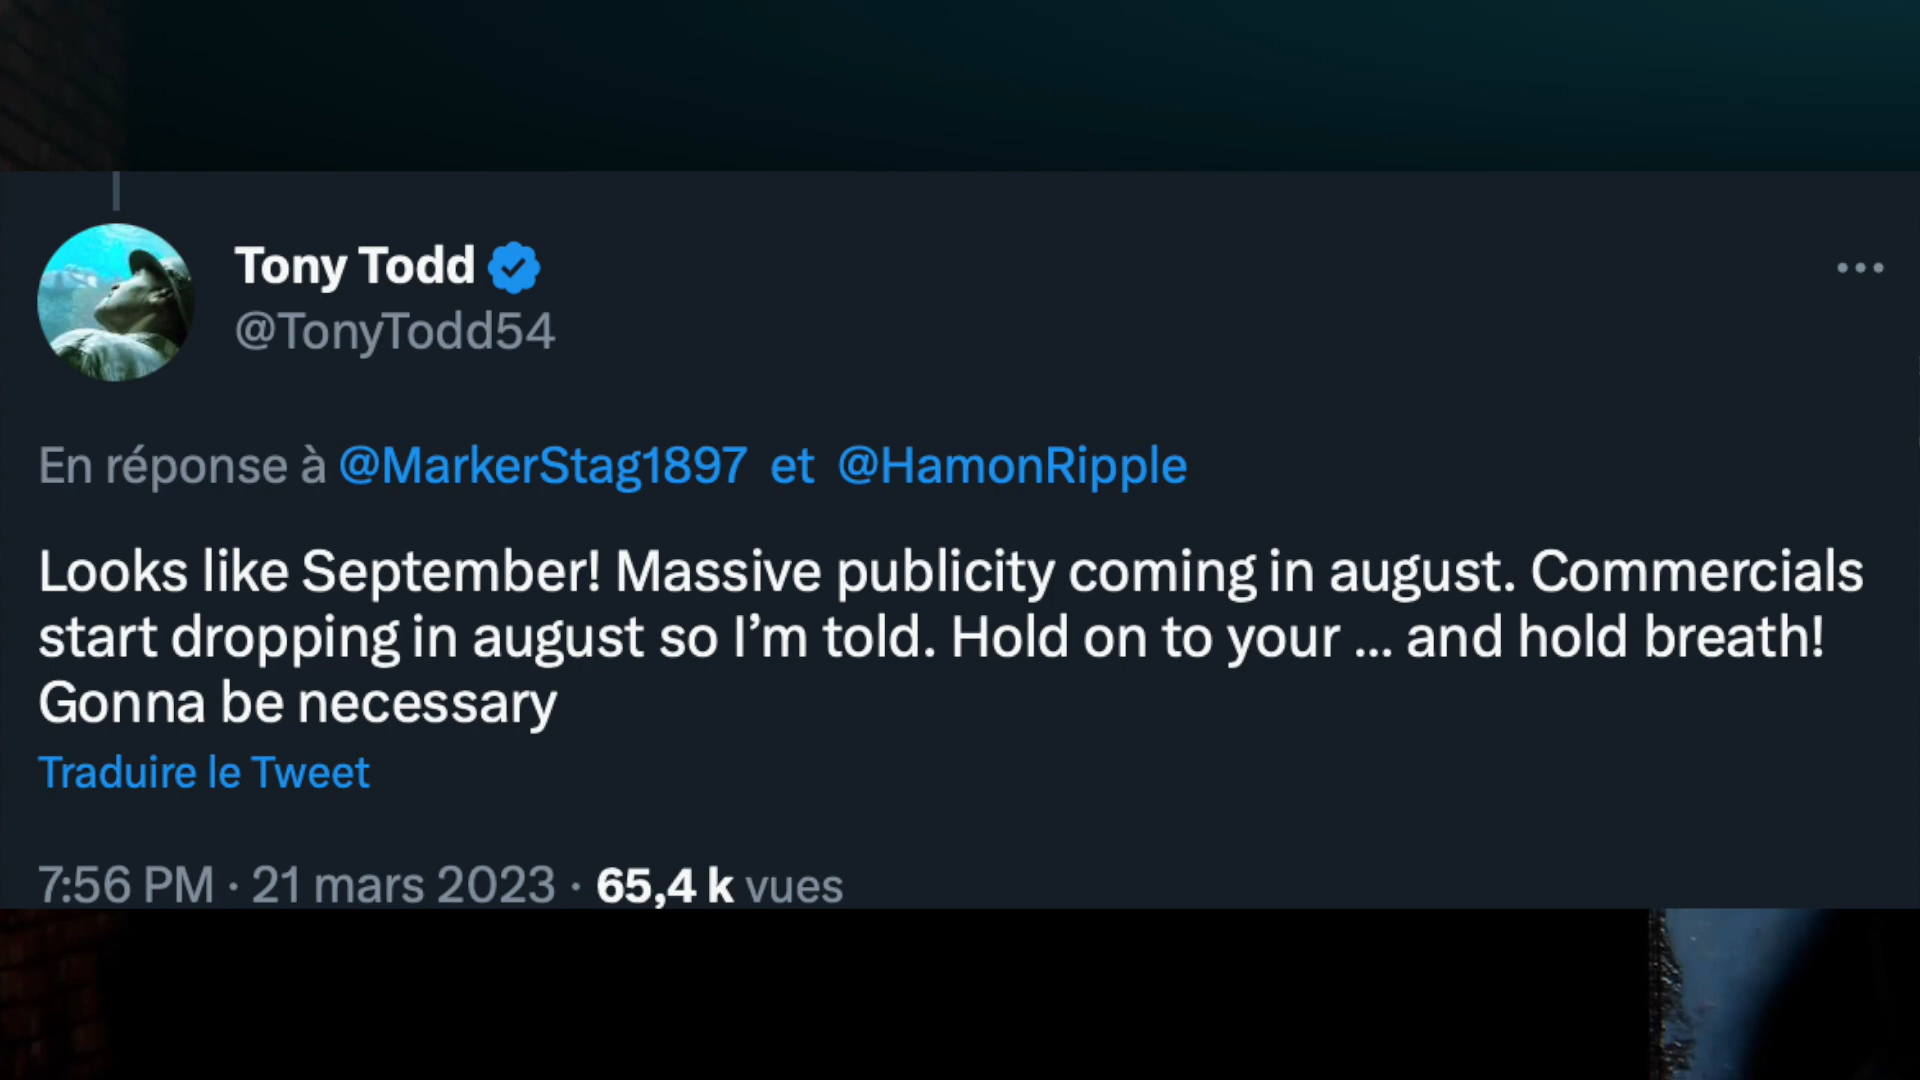 Tony Todd
@TonyTodd54
En réponse à @MarkerStag1897 et @HamonRipple
Looks like September! Massive publicity coming in august. Commercials
start dropping in august so I’m told. Hold on to your ... and hold breath!
Gonna be necessary
Traduire le Tweet
7:56 PM · 21 mars 2023 · 65,4 k vues